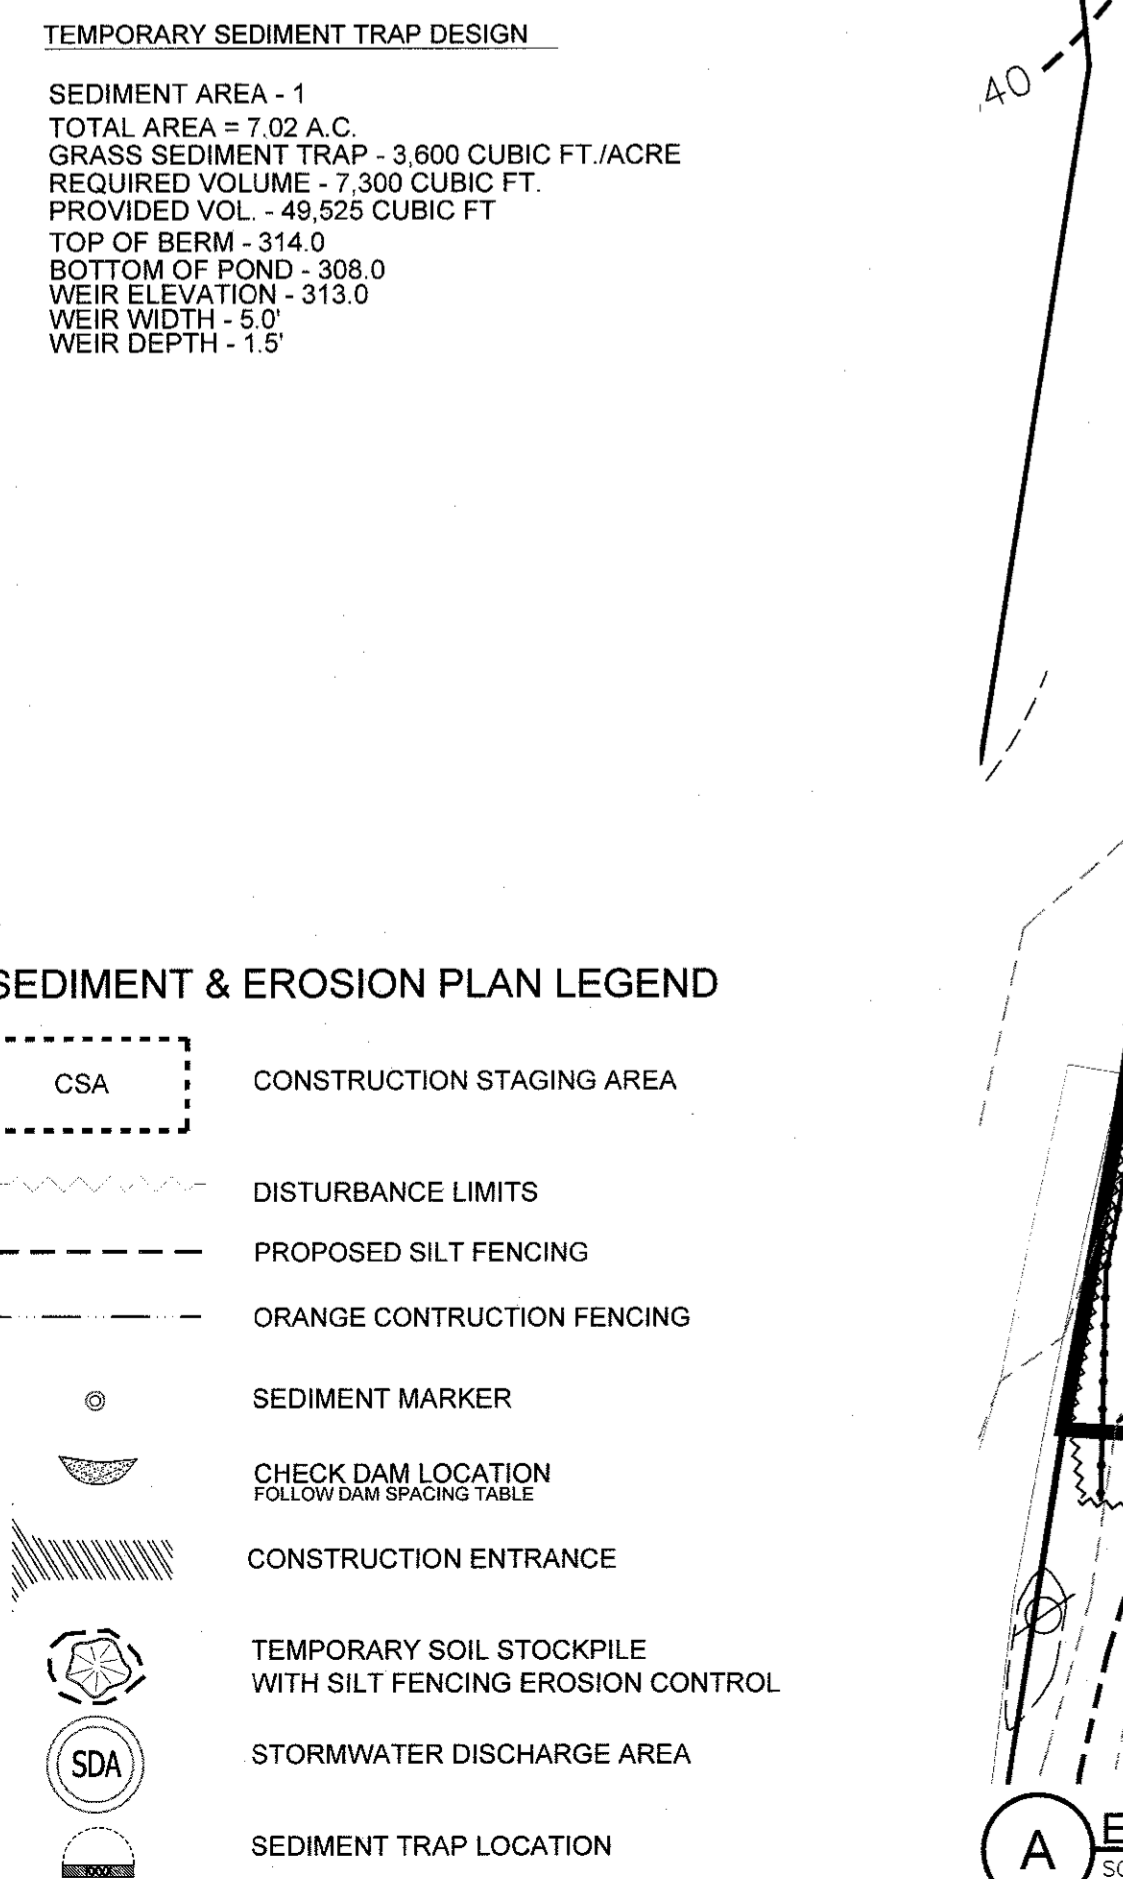 TEMPORARY SEDIMENT TRAP DESIGN
SEDIMENT AREA - 1
TOTAL AREA = 7.02 A.C.
GRASS SEDIMENT TRAP - 3,600 CUBIC FT./ACRE
REQUIRED VOLUME - 7,300 CUBIC FT.
PROVIDED VOL. - 49,525 CUBIC FT
TOP OF BERM - 314.0
BOTTOM OF POND - 308.0
WEIR ELEVATION - 313.0
WEIR WIDTH - 5.0'
WEIR DEPTH - 1.5'
40
SEDIMENT & EROSION PLAN LEGEND
CSA CONSTRUCTION STAGING AREA
DISTURBANCE LIMITS
PROPOSED SILT FENCING
ORANGE CONTRUCTION FENCING
SEDIMENT MARKER
CHECK DAM LOCATION
FOLLOW DAM SPACING TABLE
CONSTRUCTION ENTRANCE
TEMPORARY SOIL STOCKPILE
WITH SILT FENCING EROSION CONTROL
SDA STORMWATER DISCHARGE AREA
SEDIMENT TRAP LOCATION
A